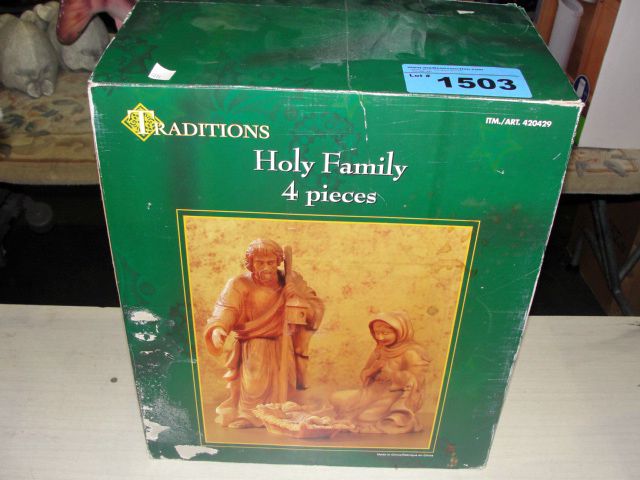 Lot # 1503
ITM./ART. 420429
TRADITIONS
Holy Family
4 pieces